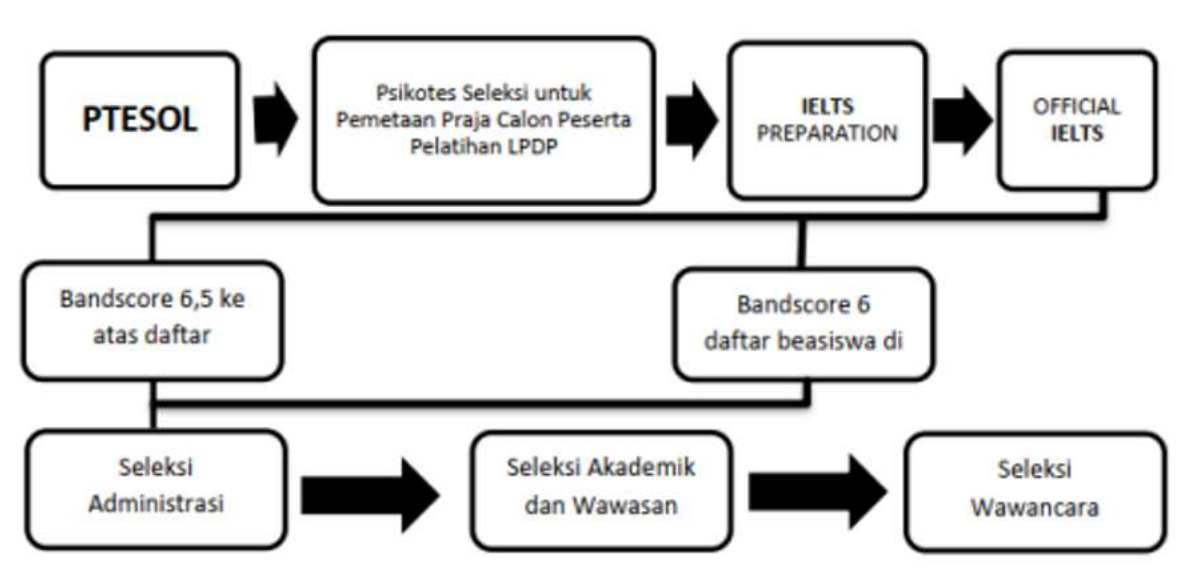 PTESOL
Psikotes Seleksi untuk
Pemetaan Praja Calon Peserta
Pelatihan LPDP
IELTS
PREPARATION
OFFICIAL
IELTS
Bandscore 6,5 ke
atas daftar
Bandscore 6
daftar beasiswa di
Seleksi
Administrasi
Seleksi Akademik
dan Wawasan
Seleksi
Wawancara